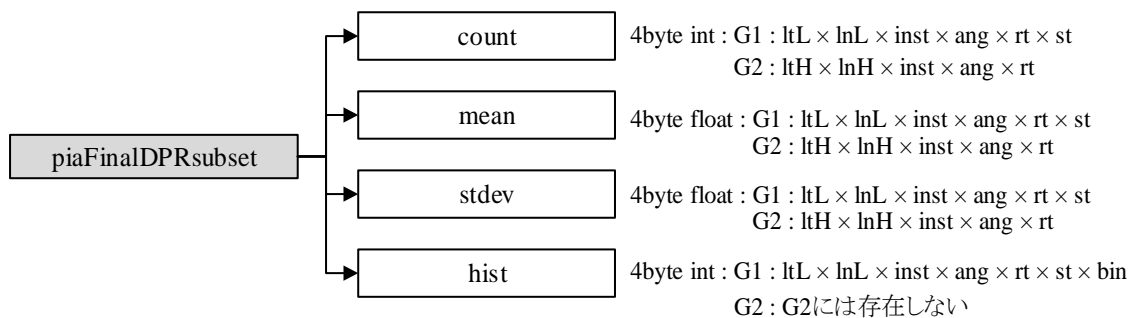 count
4byte int : G1 : ltL × lnL × inst × ang × rt × st
G2 : ltH × lnH × inst × ang × rt
mean
4byte float : G1 : ltL × lnL × inst × ang × rt × st
G2 : ltH × lnH × inst × ang × rt
piaFinalDPRsubset
stdev
4byte float : G1 : ltL × lnL × inst × ang × rt × st
G2 : ltH × lnH × inst × ang × rt
hist
4byte int : G1 : ltL × lnL × inst × ang × rt × st × bin
G2 : G2には存在しない